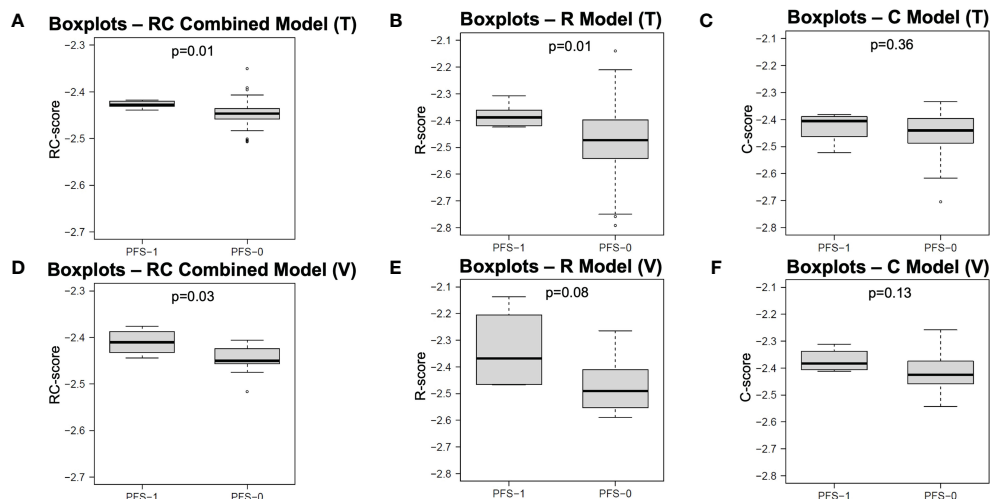 A Boxplots – RC Combined Model (T)
p=0.01
RC-score
−2.3
−2.4
−2.5
−2.6
−2.7
PFS−1 PFS−0
B Boxplots – R Model (T)
p=0.01
R-score
−2.1
−2.2
−2.3
−2.4
−2.5
−2.6
−2.7
−2.8
PFS−1 PFS−0
C Boxplots – C Model (T)
p=0.36
C-score
−2.1
−2.2
−2.3
−2.4
−2.5
−2.6
−2.7
−2.8
PFS−1 PFS−0
D Boxplots – RC Combined Model (V)
p=0.03
RC-score
−2.3
−2.4
−2.5
−2.6
−2.7
PFS−1 PFS−0
E Boxplots – R Model (V)
p=0.08
R-score
−2.1
−2.2
−2.3
−2.4
−2.5
−2.6
−2.7
−2.8
PFS−1 PFS−0
F Boxplots – C Model (V)
p=0.13
C-score
−2.1
−2.2
−2.3
−2.4
−2.5
−2.6
−2.7
−2.8
PFS−1 PFS−0